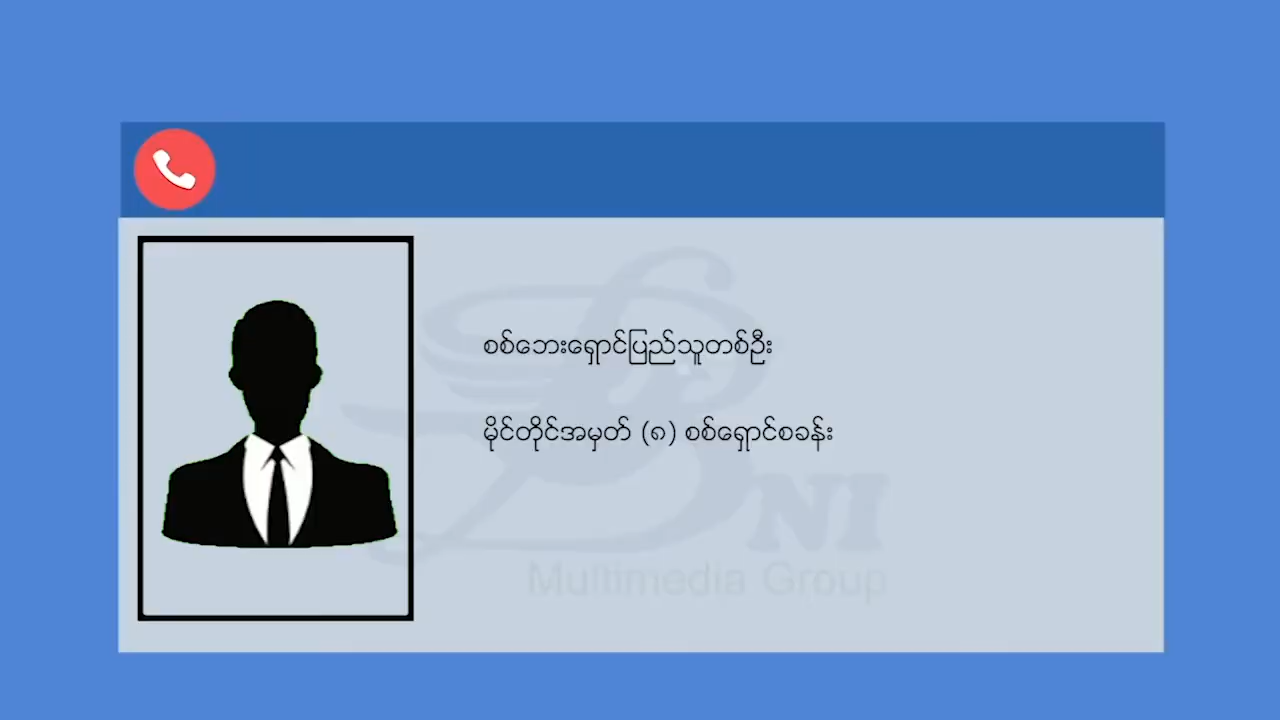 စစ်ဘေးရှောင်ပြည်သူတစ်ဦး
မိုင်တိုင်အမှတ် (၈) စစ်ရှောင်စခန်း
BNI
Multimedia Group